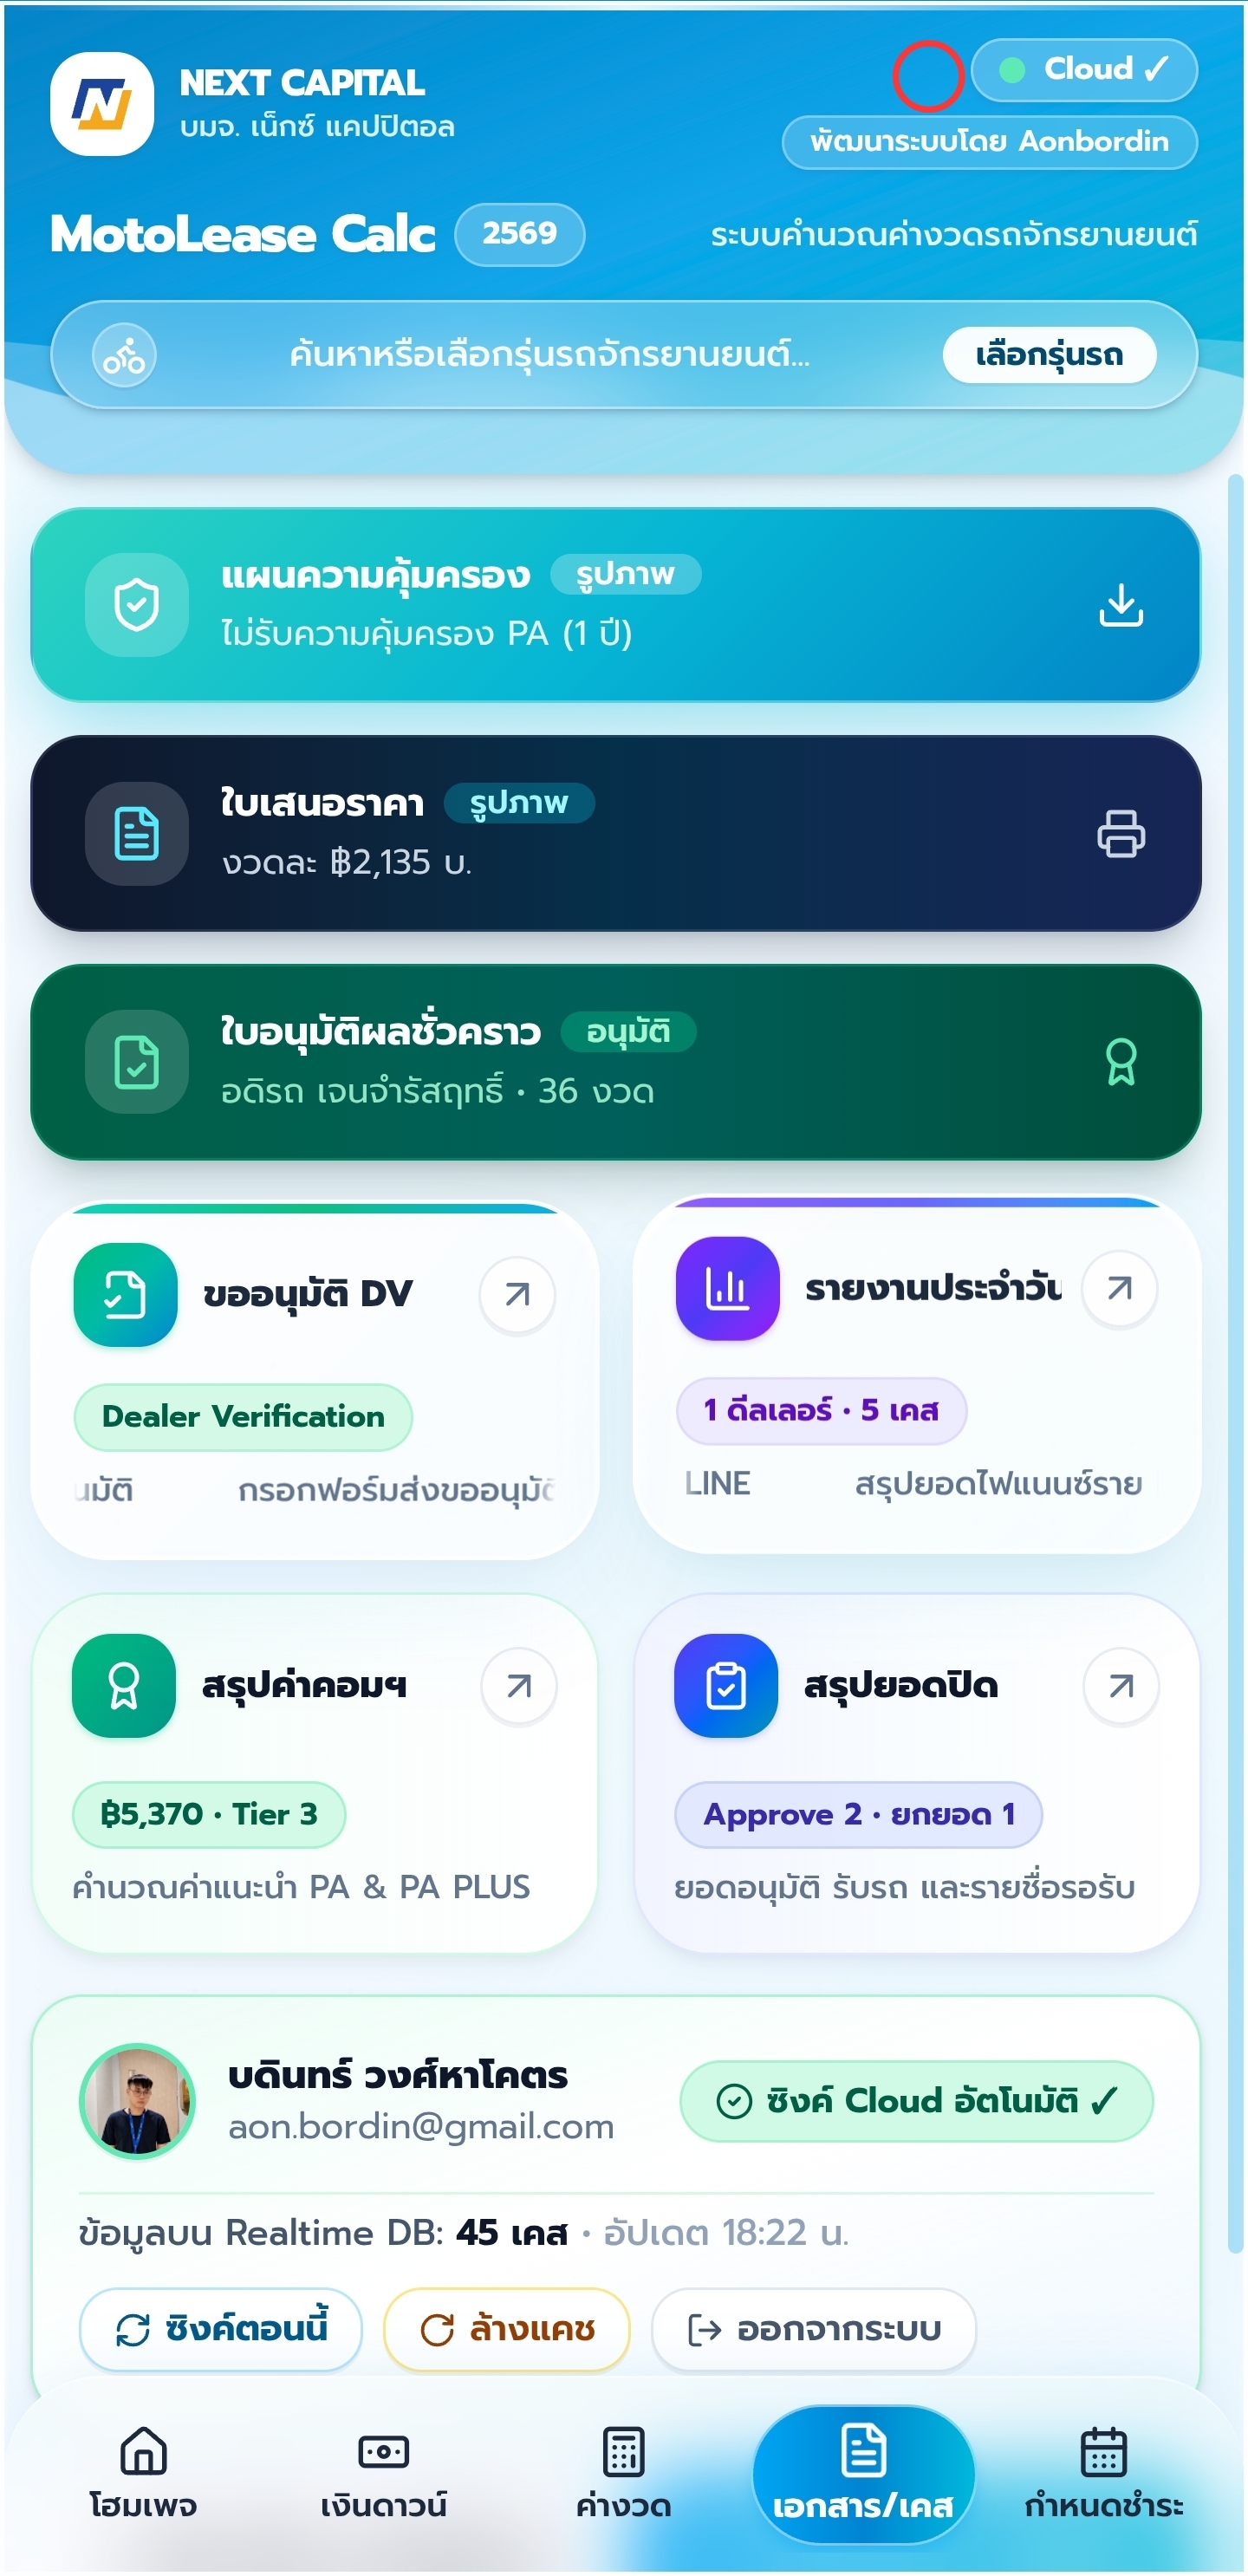 NEXT CAPITAL
บมจ. เน็กซ์ แคปปิตอล
Cloud ✓
พัฒนาระบบโดย Aonbordin
MotoLease Calc
2569
ระบบคำนวณค่างวดรถจักรยานยนต์
ค้นหาหรือเลือกรุ่นรถจักรยานยนต์...
เลือกรุ่นรถ
แผนความคุ้มครอง
รูปภาพ
ไม่รับความคุ้มครอง PA (1 ปี)
ใบเสนอราคา
รูปภาพ
งวดละ ฿2,135 บ.
ใบอนุมัติผลชั่วคราว
อนุมัติ
อดิรถ เจนจำรัสฤทธิ์ · 36 งวด
ขออนุมัติ DV
Dealer Verification
นมัติ กรอกฟอร์มส่งขออนุมัติ
รายงานประจำวัน
1 ดีลเลอร์ · 5 เคส
LINE สรุปยอดไฟแนนซ์ราย
สรุปค่าคอมฯ
฿5,370 · Tier 3
คำนวณค่าแนะนำ PA & PA PLUS
สรุปยอดปิด
Approve 2 · ยกยอด 1
ยอดอนุมัติ รับรถ และรายชื่อรอรับ
บดินทร์ วงศ์หาโคตร
aon.bordin@gmail.com
ซิงค์ Cloud อัตโนมัติ ✓
ข้อมูลบน Realtime DB: 45 เคส · อัปเดต 18:22 น.
ซิงค์ตอนนี้
ล้างแคช
ออกจากระบบ
โฮมเพจ
เงินดาวน์
ค่างวด
เอกสาร/เคส
กำหนดชำระ